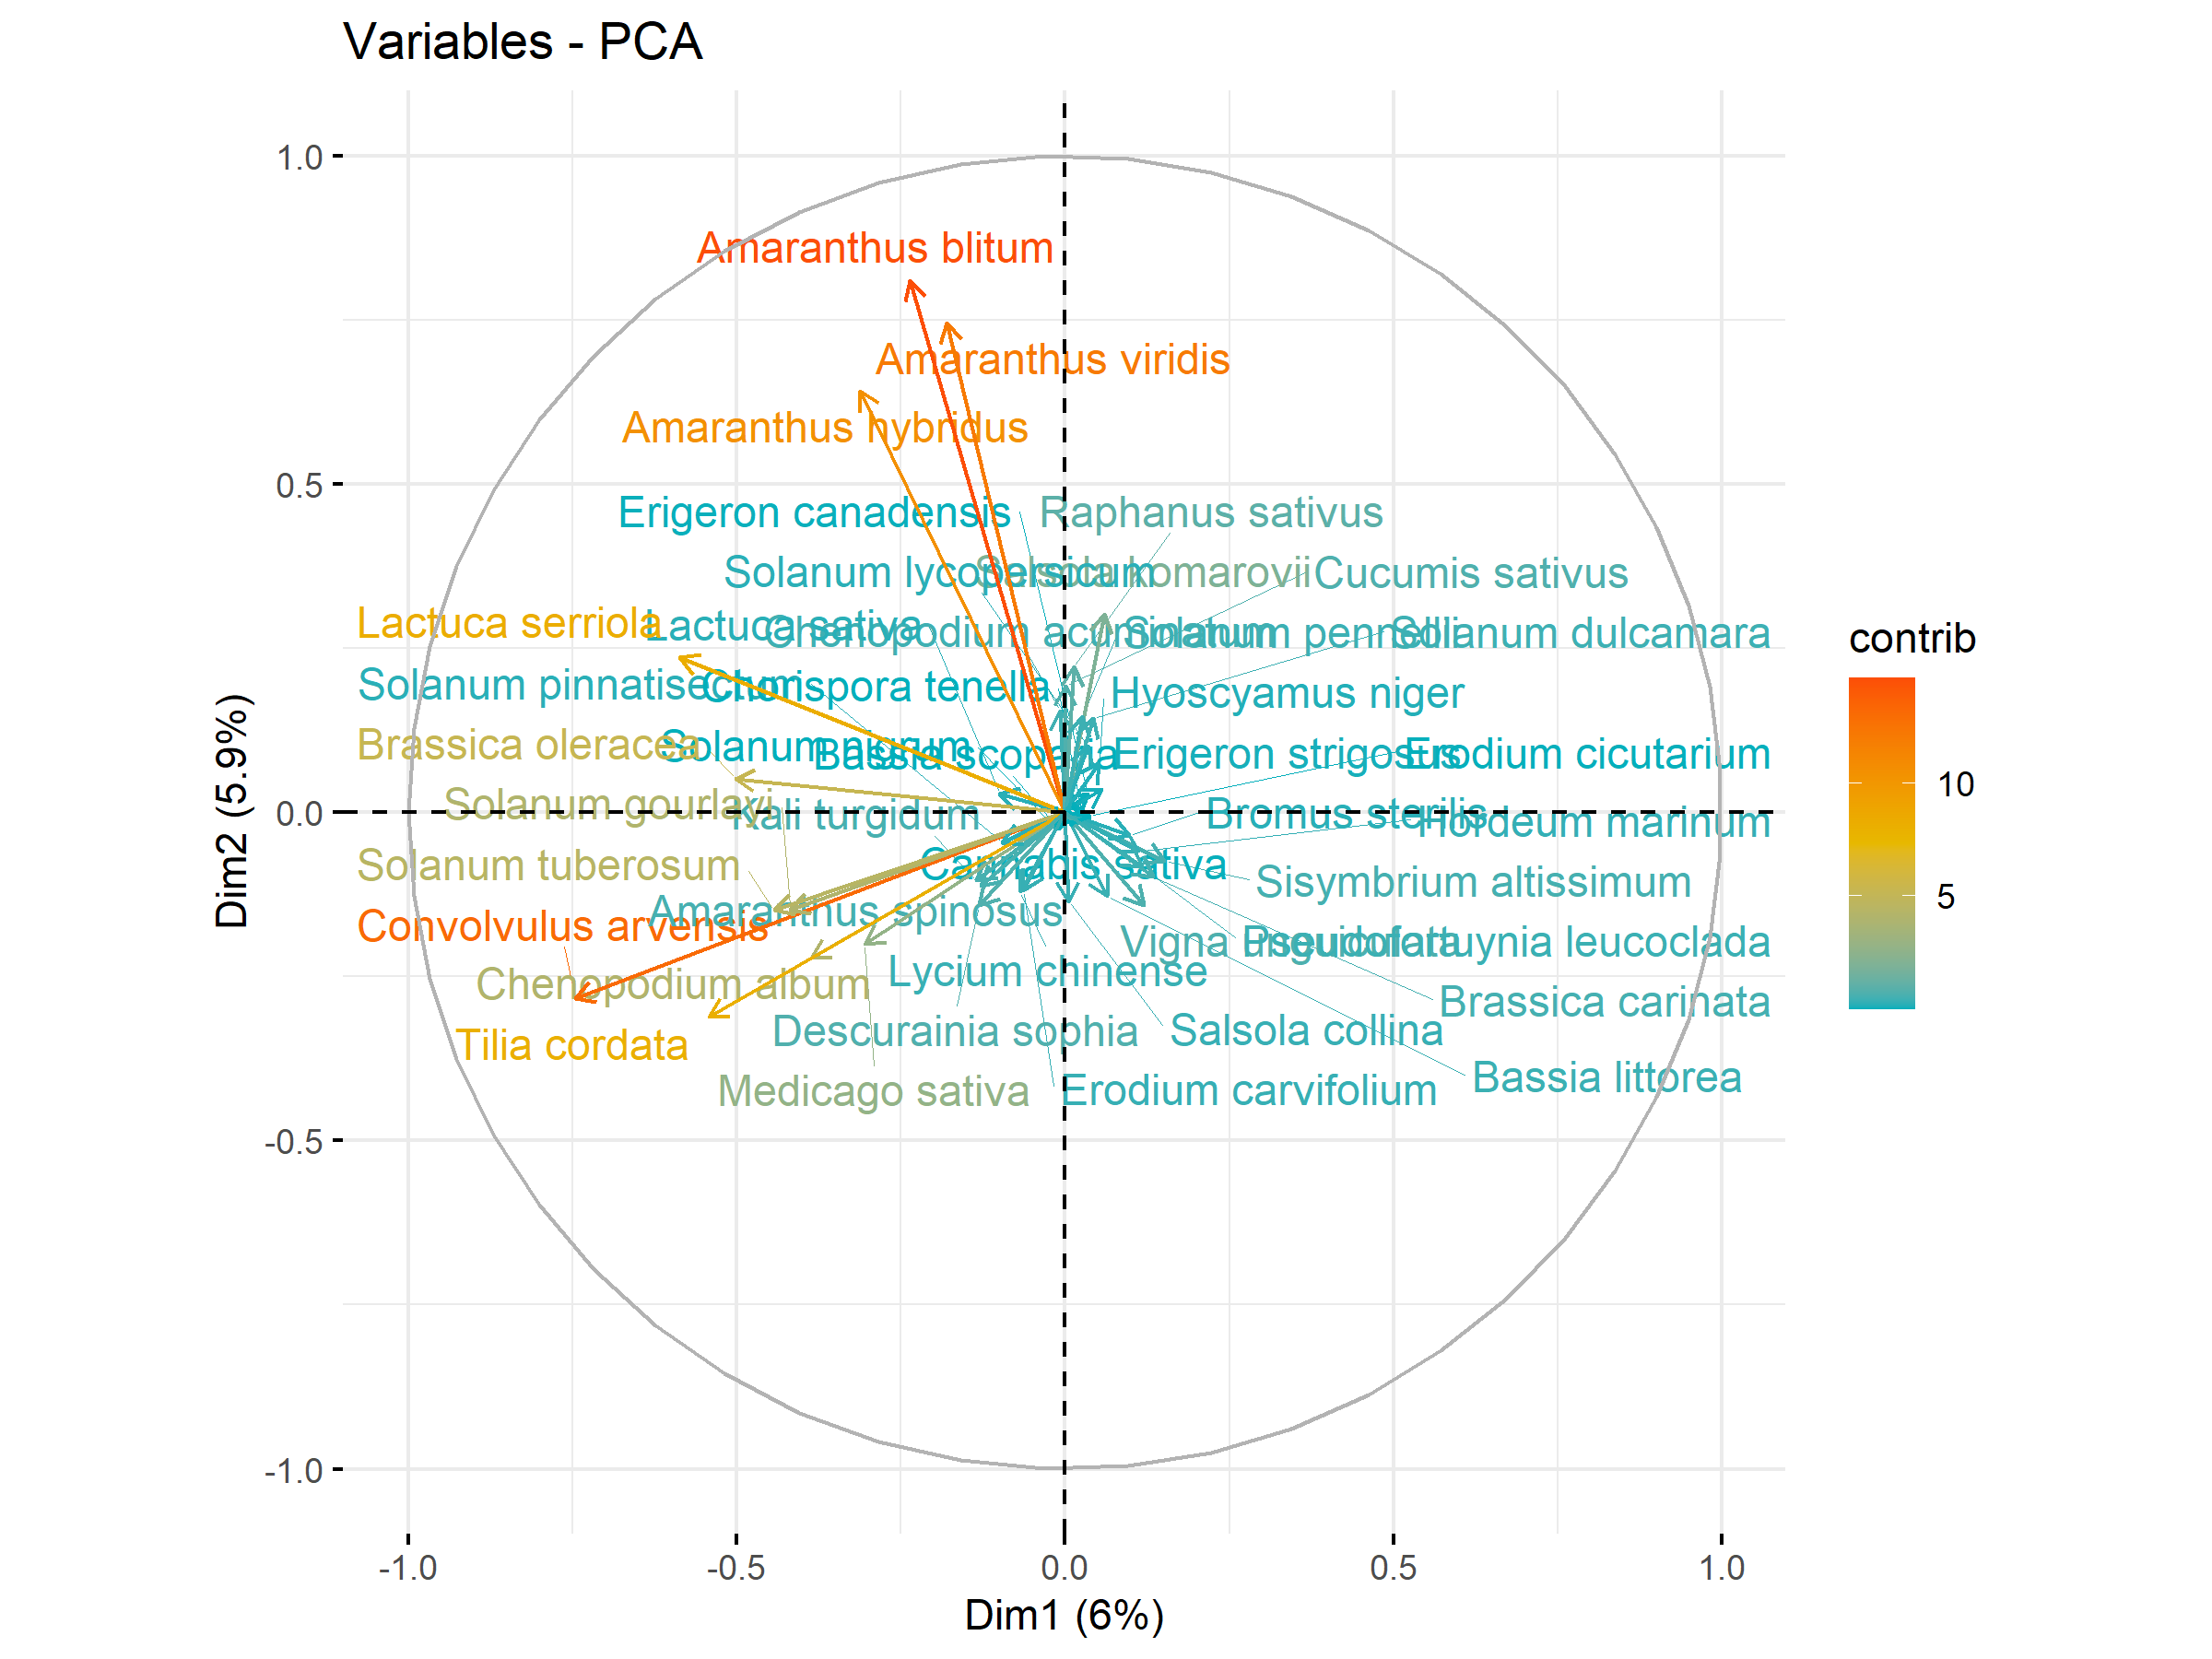 Variables - PCA
1.0
Amaranthus blitum
Amaranthus viridis
Amaranthus hybridus
0.5
Erigeron canadensis
Raphanus sativus
Solanum lycopersicum
Salsola komarovii
Cucumis sativus
Lactuca serriola
Lactuca sativa
Chenopodium acuminatum
Solanum pennellii
Solanum dulcamara
contrib
Solanum pinnatisectum
Chorispora tenella
Hyoscyamus niger
Brassica oleracea
Solanum nigrum
Bassia scoparia
Erigeron strigosus
Erodium cicutarium
10
Dim2 (5.9%)
0.0
Solanum gourlayi
Kali turgidum
Bromus sterilis
Hordeum marinum
Solanum tuberosum
Cannabis sativa
Sisymbrium altissimum
5
Convolvulus arvensis
Amaranthus spinosus
Vigna unguiculata
Pseudofortuynia leucoclada
Chenopodium album
Lycium chinense
Brassica carinata
Tilia cordata
Descurainia sophia
Salsola collina
Medicago sativa
Erodium carvifolium
Bassia littorea
-0.5
-1.0
-1.0
-0.5
0.0
0.5
1.0
Dim1 (6%)